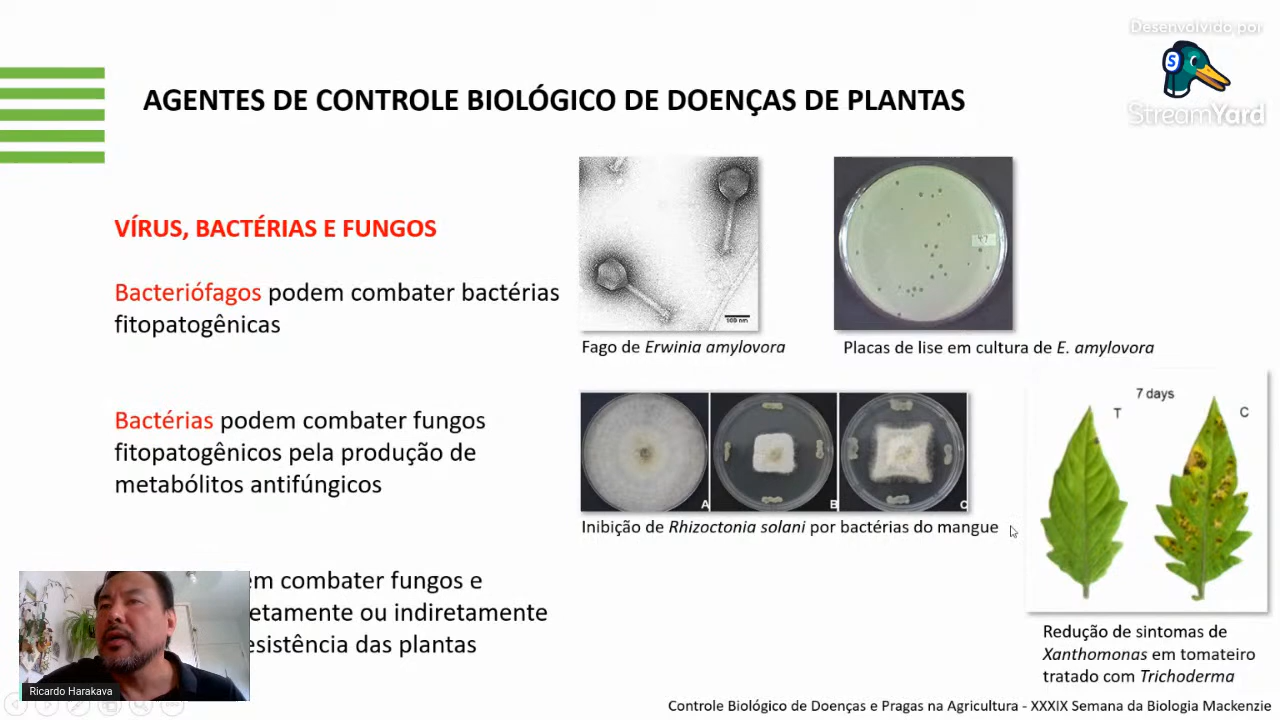 Desenvolvido por
StreamYard
AGENTES DE CONTROLE BIOLÓGICO DE DOENÇAS DE PLANTAS
VÍRUS, BACTÉRIAS E FUNGOS
Bacteriófagos podem combater bactérias
fitopatogênicas
Fago de Erwinia amylovora
Placas de lise em cultura de E. amylovora
Bactérias podem combater fungos
fitopatogênicos pela produção de
metabólitos antifúngicos
A
B
C
Inibição de Rhizoctonia solani por bactérias do mangue
7 days
T
C
Redução de sintomas de
Xanthomonas em tomateiro
tratado com Trichoderma
combater fungos e
ou indiretamente
das plantas
Ricardo Harakava
Controle Biológico de Doenças e Pragas na Agricultura - XXXIX Semana da Biologia Mackenzie